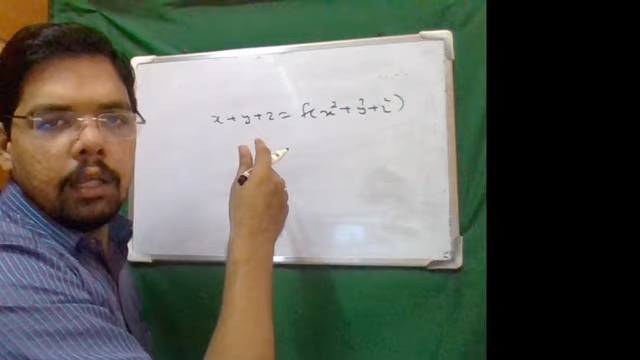 x + y + z = f(x² + y² + z²)